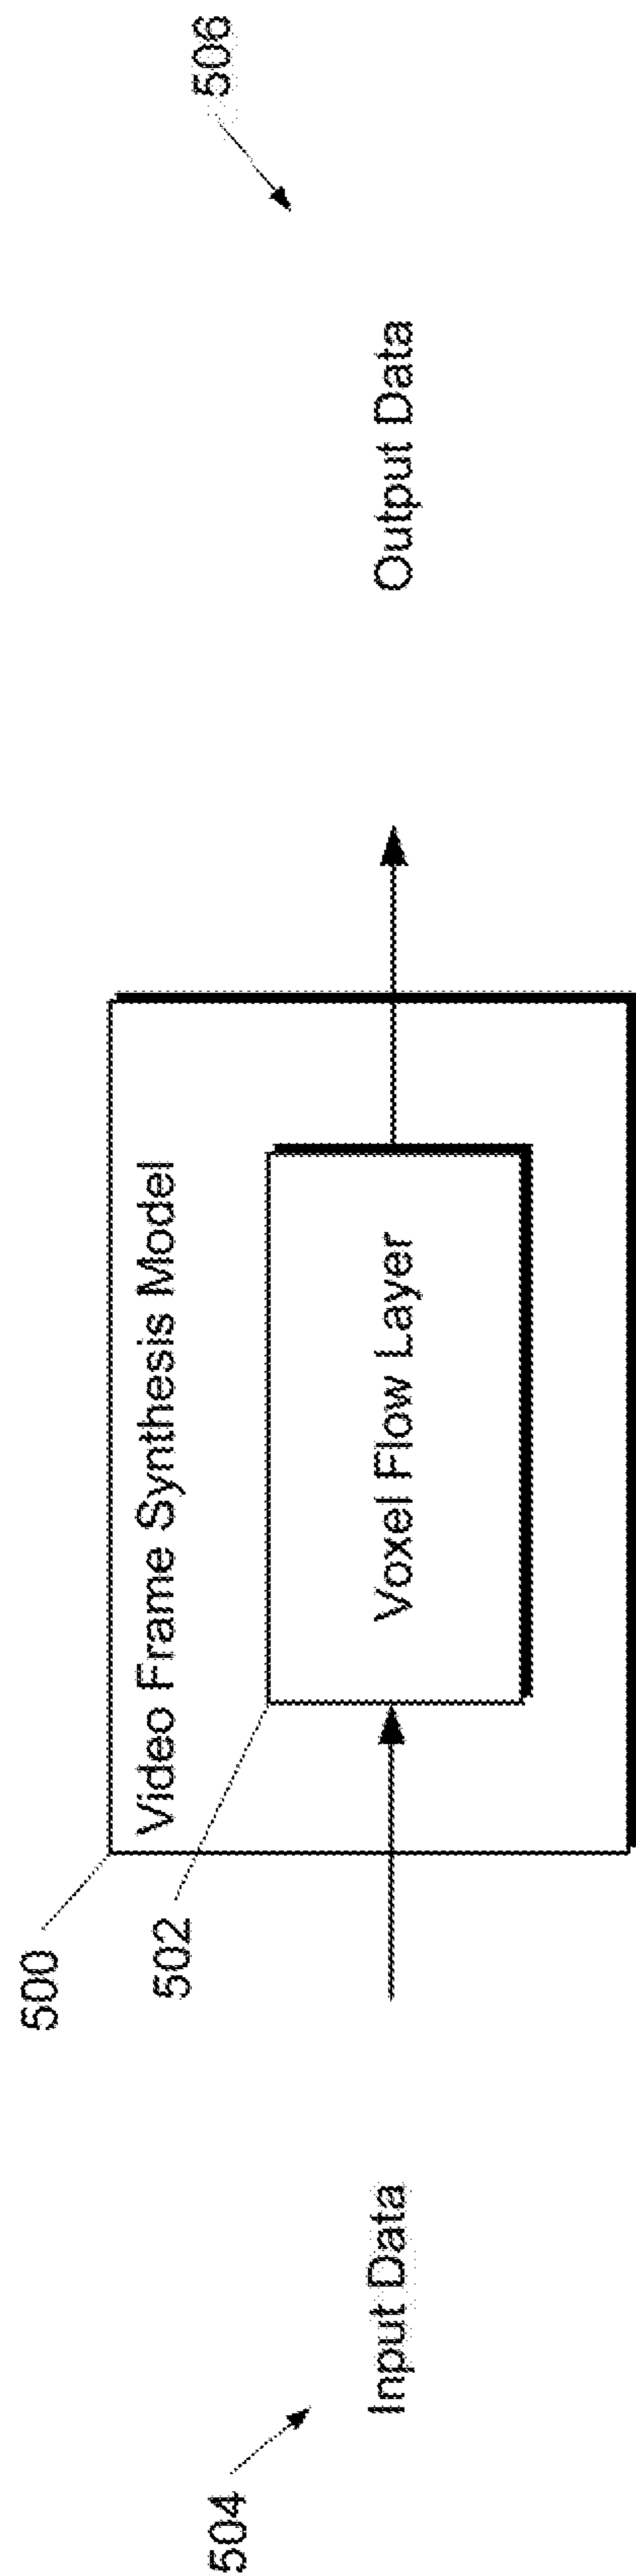 500
Video Frame Synthesis Model
502
504
506
Input Data
Voxel Flow Layer
Output Data